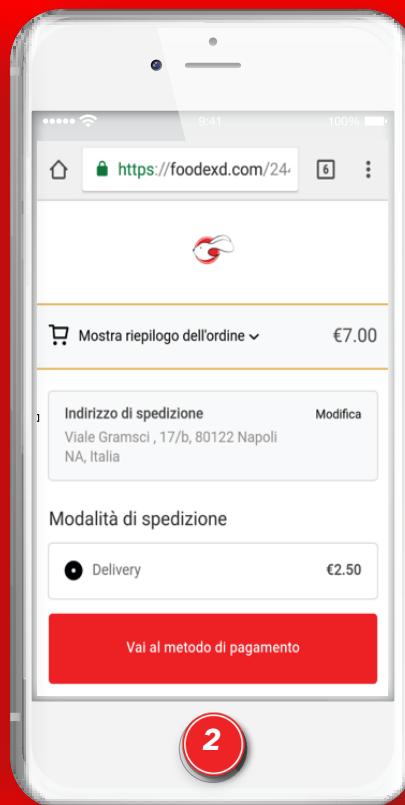 9:41
100%
https://foodexd.com/244
6
Mostra riepilogo dell'ordine
€7.00
Indirizzo di spedizione
Modifica
Viale Gramsci , 17/b, 80122 Napoli
NA, Italia
Modalità di spedizione
Delivery
€2.50
Vai al metodo di pagamento
2